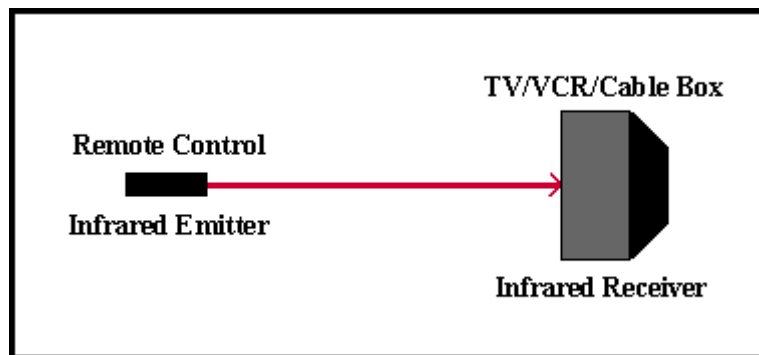 TV/VCR/Cable Box
Remote Control
Infrared Emitter
Infrared Receiver